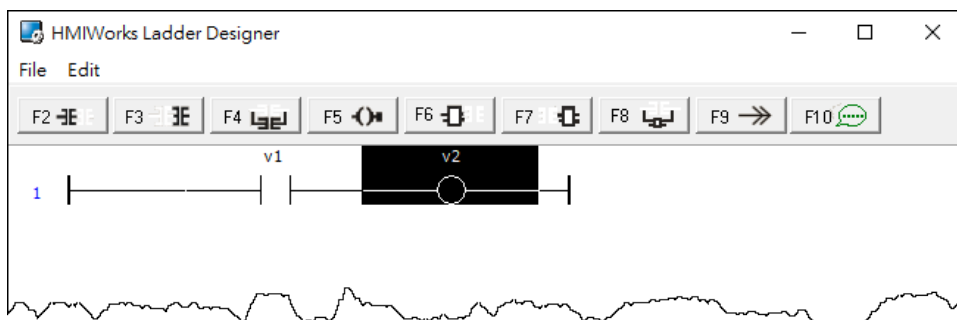 HMIWorks Ladder Designer
File Edit
F2 F3 F4 F5 F6 F7 F8 F9 F10
v1 v2
1